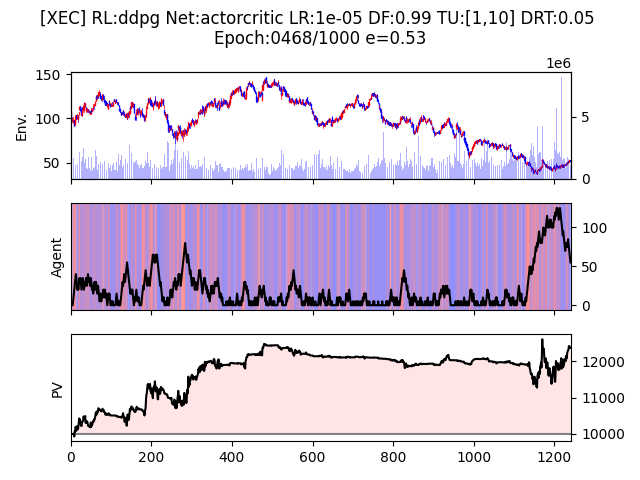 [XEC] RL:ddpg Net:actorcritic LR:1e-05 DF:0.99 TU:[1,10] DRT:0.05
Epoch:0468/1000 e=0.53
1e6
150
100
50
Env.
5
0
Agent
100
50
0
PV
12000
11000
10000
0 200 400 600 800 1000 1200